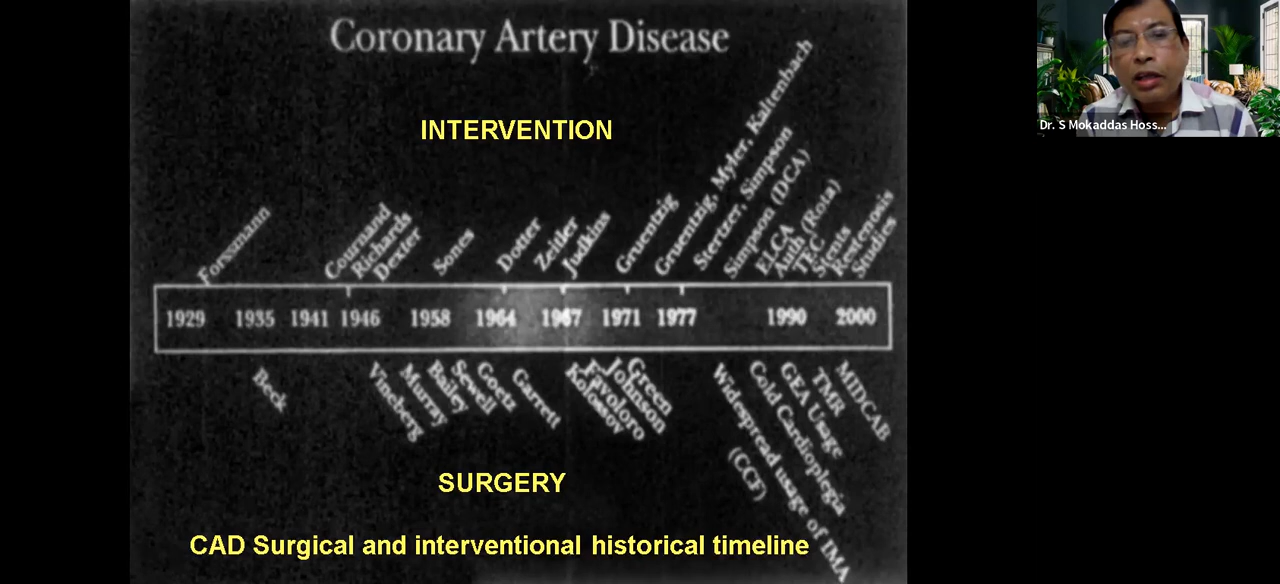 Coronary Artery Disease
INTERVENTION
Forssmann
Cournand
Richards
Dexter
Sones
Dotter
Zeitler
Judkins
Gruentzig
Gruentzig, Myler, Kaltenbach
Stertzer, Simpson
Simpson (DCA)
ELCA
Auth (Rota)
TEC
Stents
Restenosis
Studies
1929 1935 1941 1946 1958 1964 1967 1971 1977 1990 2000
Beck
Vineberg
Murray
Bailey
Sewell
Goetz
Garrett
Kolossov
Favoloro
Johnson
Green
Widespread usage of IMA
(CCF)
Cold Cardioplegia
GEA Usage
TMR
MIDCAB
SURGERY
CAD Surgical and interventional historical timeline
Dr. S Mokaddas Hoss...